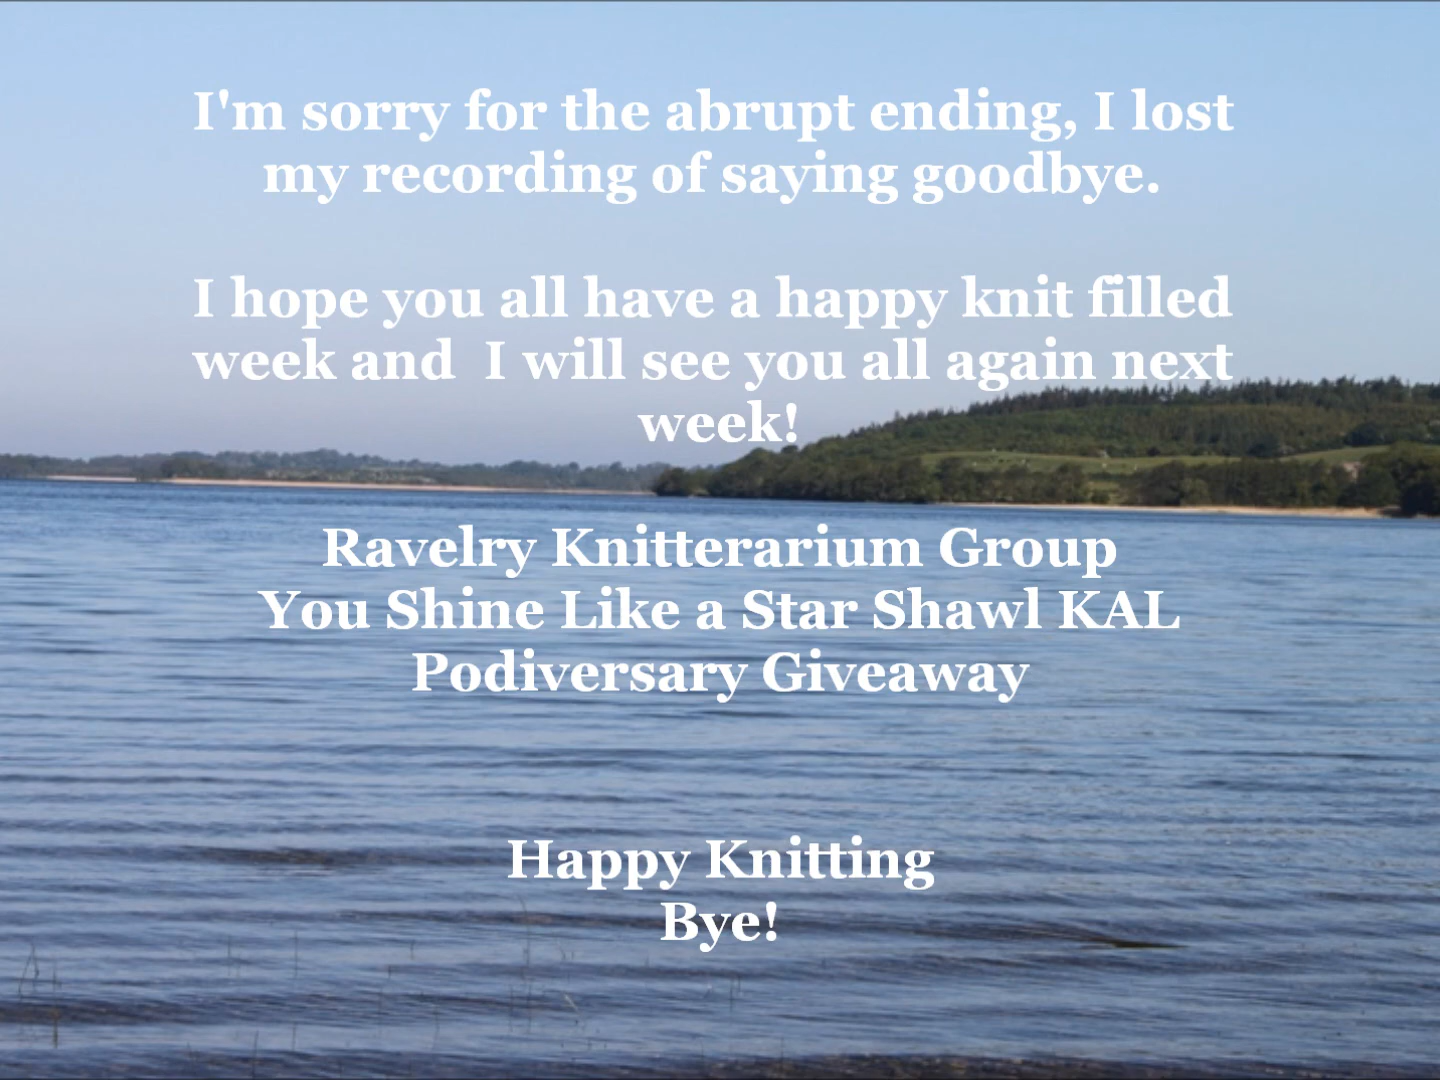 I'm sorry for the abrupt ending, I lost
my recording of saying goodbye.
I hope you all have a happy knit filled
week and  I will see you all again next
week!
Ravelry Knitterarium Group
You Shine Like a Star Shawl KAL
Podiversary Giveaway
Happy Knitting
Bye!